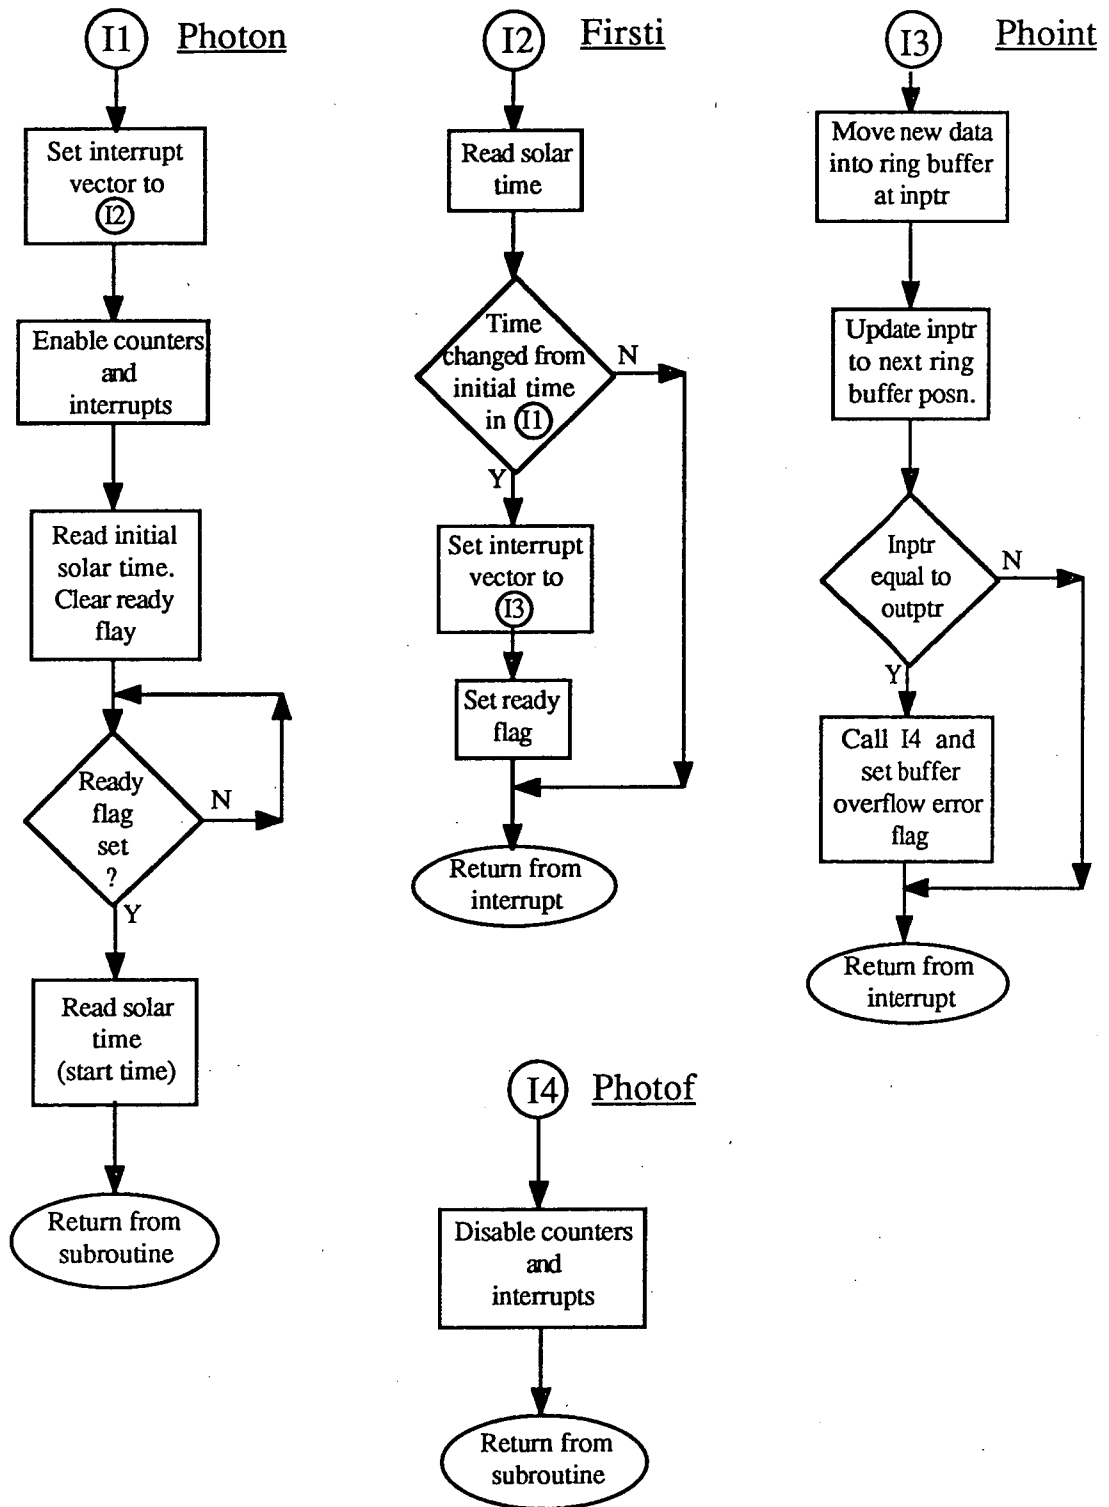 I1 Photon
Set interrupt
vector to
I2
Enable counters
and
interrupts
Read initial
solar time.
Clear ready
flay
Ready
flag
set
?
N
Y
Read solar
time
(start time)
Return from
subroutine
I2 Firsti
Read solar
time
Time
changed from
initial time
in I1
N
Y
Set interrupt
vector to
I3
Set ready
flag
Return from
interrupt
I3 Phoint
Move new data
into ring buffer
at inptr
Update inptr
to next ring
buffer posn.
Inptr
equal to
outptr
N
Y
Call I4 and
set buffer
overflow error
flag
Return from
interrupt
I4 Photof
Disable counters
and
interrupts
Return from
subroutine